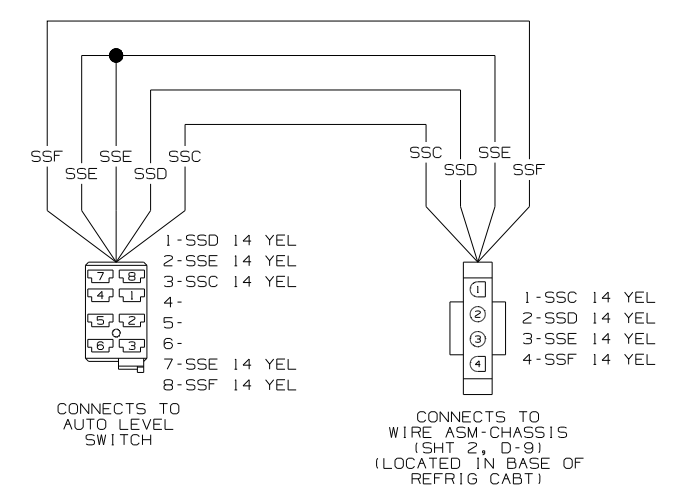 SSF SSE SSE SSD SSC
SSC SSD SSE SSF
1-SSD 14 YEL
2-SSE 14 YEL
3-SSC 14 YEL
4-
5-
6-
7-SSE 14 YEL
8-SSF 14 YEL
7 8
4 1
5 2
6 3
CONNECTS TO
AUTO LEVEL
SWITCH
1
2
3
4
1-SSC 14 YEL
2-SSD 14 YEL
3-SSE 14 YEL
4-SSF 14 YEL
CONNECTS TO
WIRE ASM-CHASSIS
(SHT 2, D-9)
(LOCATED IN BASE OF
REFRIG CABT)